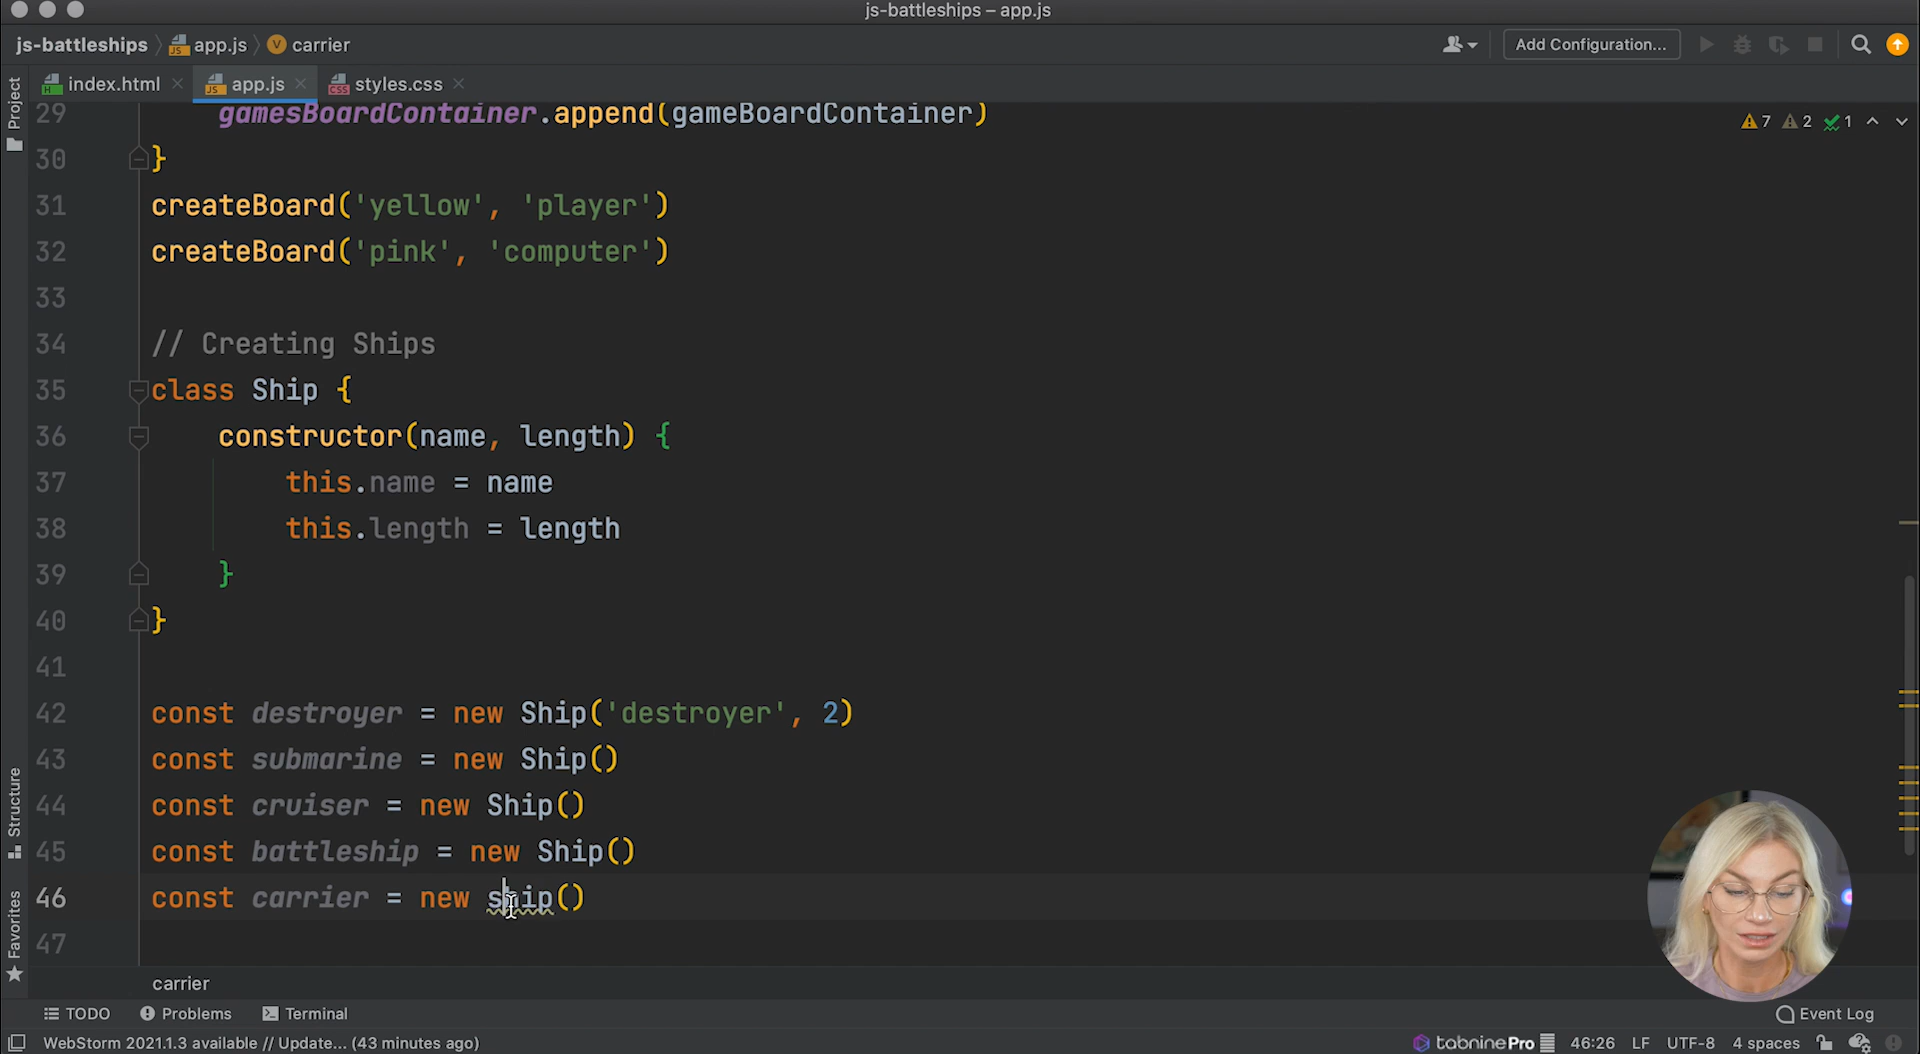 js-battleships – app.js
js-battleships app.js carrier
Add Configuration...
index.html app.js styles.css
Project
29 gamesBoardContainer.append(gameBoardContainer)
7 2 1
30 }
31 createBoard('yellow', 'player')
32 createBoard('pink', 'computer')
33
34 // Creating Ships
35 class Ship {
36 constructor(name, length) {
37 this.name = name
38 this.length = length
39 }
40 }
41
42 const destroyer = new Ship('destroyer', 2)
43 const submarine = new Ship()
44 const cruiser = new Ship()
45 const battleship = new Ship()
46 const carrier = new ship()
47
Structure
Favorites
carrier
TODO Problems Terminal Event Log
WebStorm 2021.1.3 available // Update... (43 minutes ago) tabninePro 46:26 LF UTF-8 4 spaces